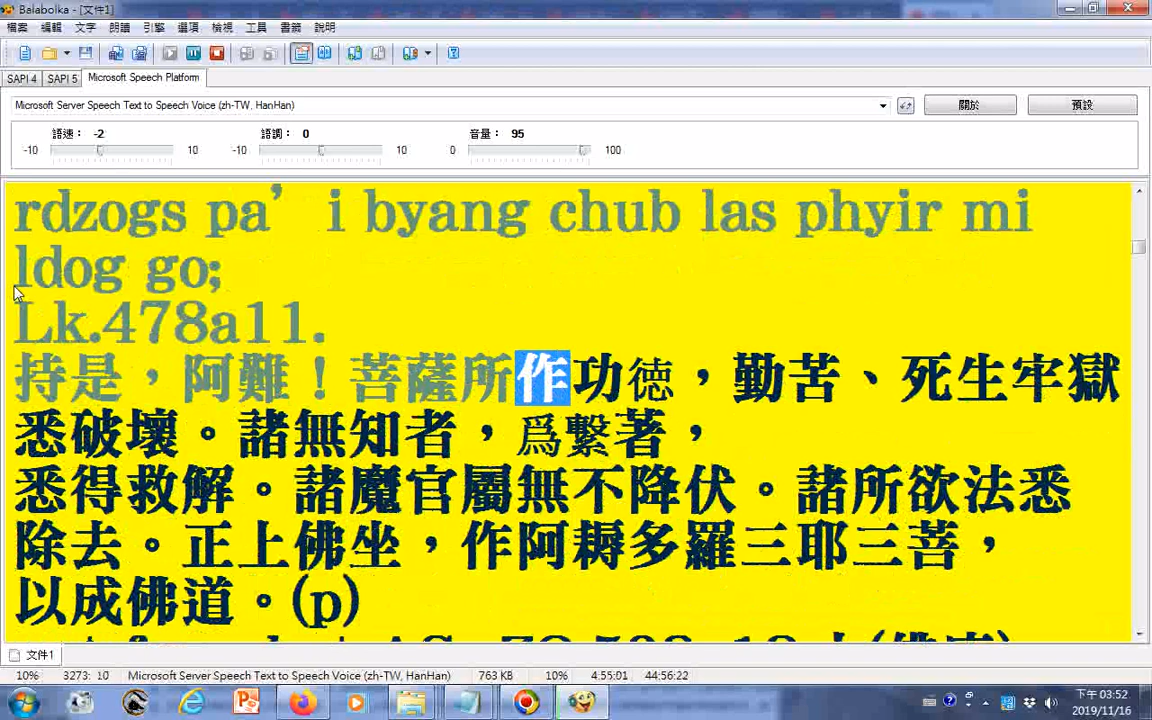 Balabolka - [文件1]
檔案 編輯 文字 朗讀 引擎 選項 檢視 工具 書籤 說明
SAPI 4 SAPI 5 Microsoft Speech Platform
Microsoft Server Speech Text to Speech Voice (zh-TW, HanHan)
關於 預設
語速： -2 語調： 0 音量： 95
-10 10 -10 10 0 100
rdzogs pa’i byang chub las phyir mi
ldog go;
Lk.478a11.
持是，阿難！菩薩所作功德，勤苦、死生牢獄
悉破壞。諸無知者，爲繫著，
悉得救解。諸魔官屬無不降伏。諸所欲法悉
除去。正上佛坐，作阿耨多羅三耶三菩，
以成佛道。(p)
文件1
10% 3273: 10 Microsoft Server Speech Text to Speech Voice (zh-TW, HanHan) 763 KB 10% 4:55:01 44:56:22
下午 03:52
2019/11/16